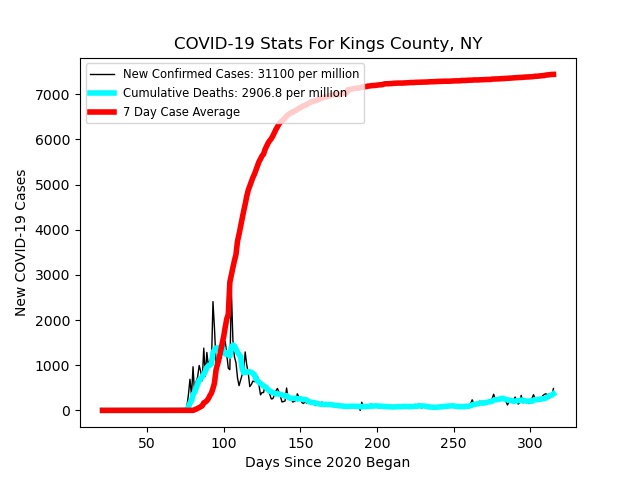 COVID-19 Stats For Kings County, NY
New Confirmed Cases: 31100 per million
Cumulative Deaths: 2906.8 per million
7 Day Case Average
7000
6000
5000
4000
3000
2000
1000
0
New COVID-19 Cases
50 100 150 200 250 300
Days Since 2020 Began